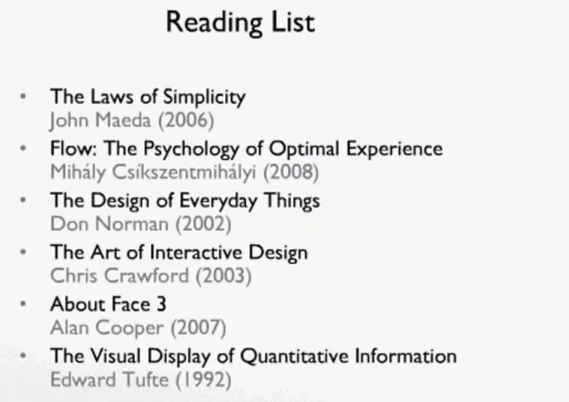 Reading List
• The Laws of Simplicity
John Maeda (2006)
• Flow: The Psychology of Optimal Experience
Mihály Csíkszentmihályi (2008)
• The Design of Everyday Things
Don Norman (2002)
• The Art of Interactive Design
Chris Crawford (2003)
• About Face 3
Alan Cooper (2007)
• The Visual Display of Quantitative Information
Edward Tufte (1992)